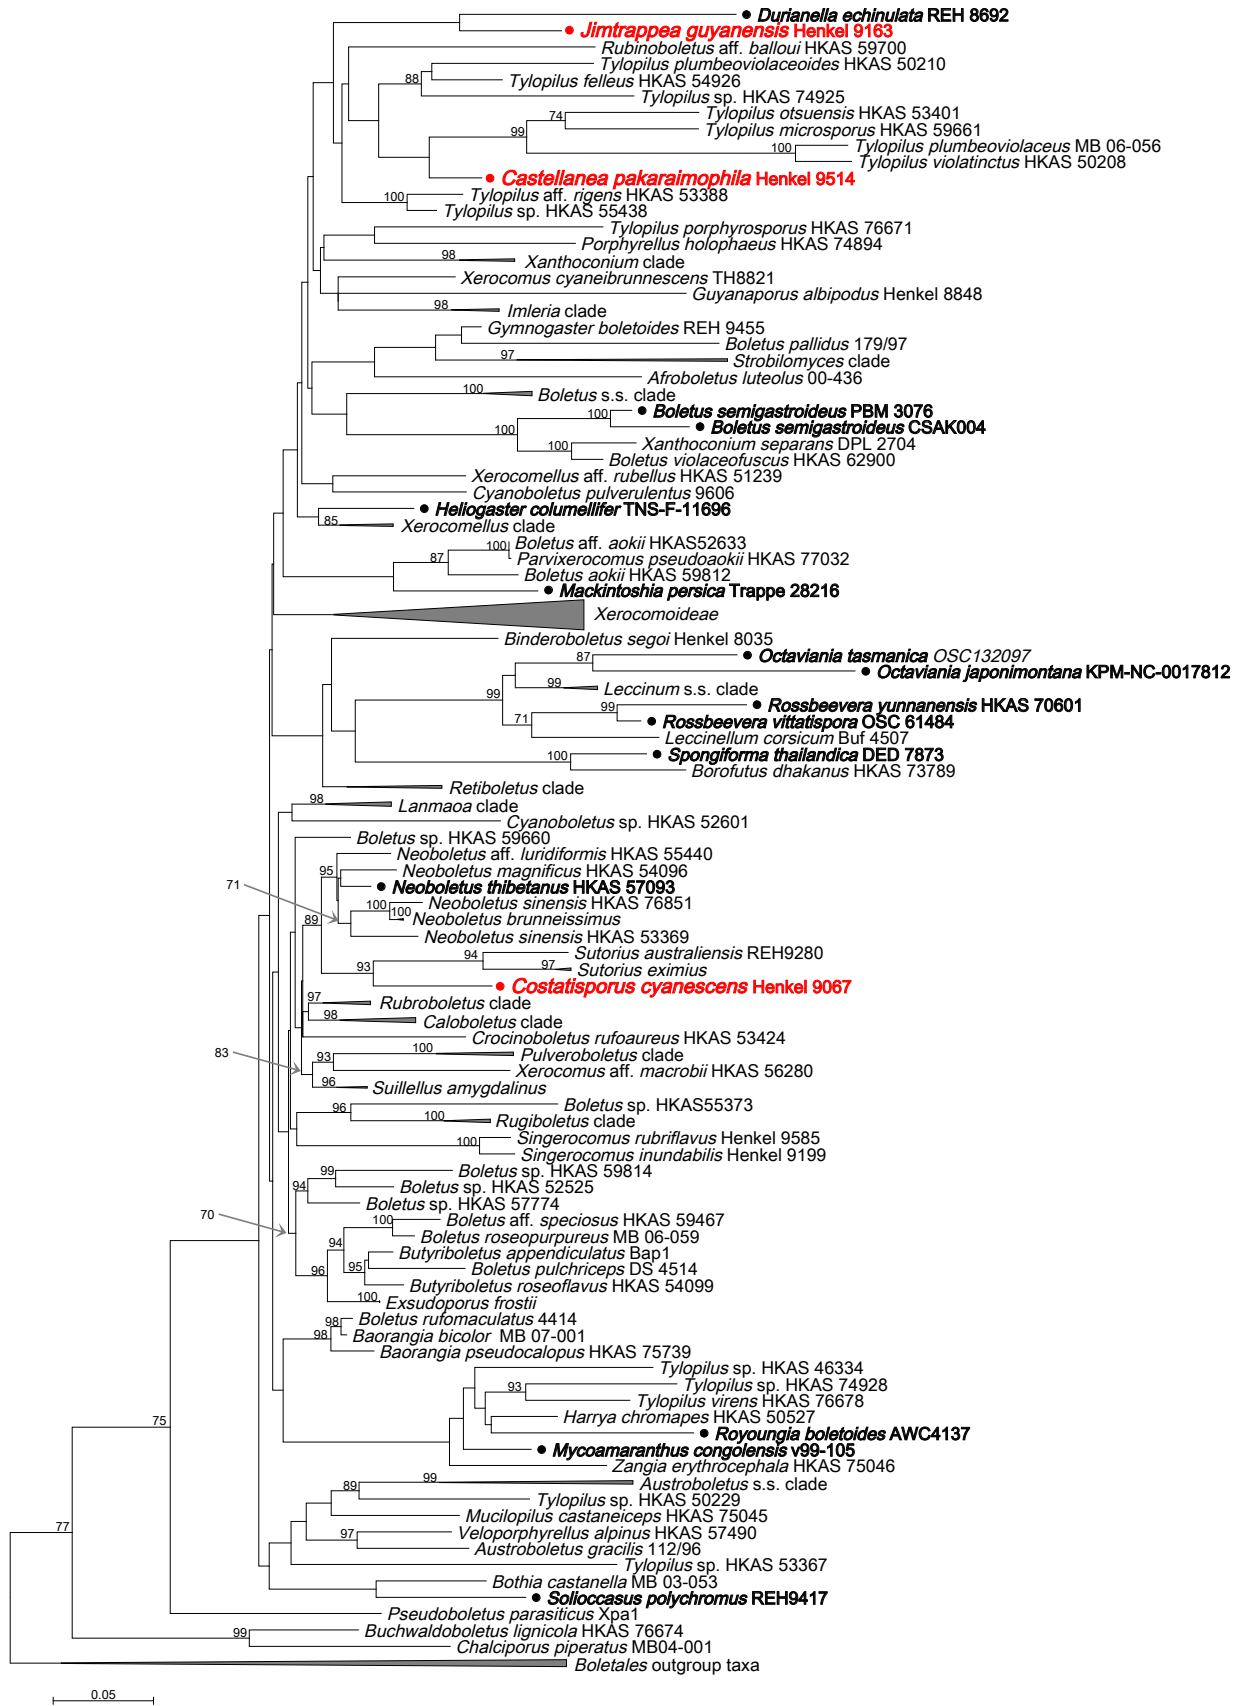 Durianella echinulata REH 8692
Jimtrappea guyanensis Henkel 9163
Rubinoboletus aff. balloui HKAS 59700
Tylopilus plumbeoviolaceoides HKAS 50210
88
Tylopilus felleus HKAS 54926
Tylopilus sp. HKAS 74925
74
Tylopilus otsuensis HKAS 53401
99
Tylopilus microsporus HKAS 59661
100
Tylopilus plumbeoviolaceus MB 06-056
Tylopilus violatinctus HKAS 50208
Castellanea pakaraimophila Henkel 9514
100
Tylopilus aff. rigens HKAS 53388
Tylopilus sp. HKAS 55438
Tylopilus porphyrosporus HKAS 76671
Porphyrellus holophaeus HKAS 74894
98
Xanthoconium clade
Xerocomus cyaneibrunnescens TH8821
Guyanaporus albipodus Henkel 8848
98
Imleria clade
Gymnogaster boletoides REH 9455
Boletus pallidus 179/97
97
Strobilomyces clade
Afroboletus luteolus 00-436
100
Boletus s.s. clade
100
Boletus semigastroideus PBM 3076
100
Boletus semigastroideus CSAK004
100
Xanthoconium separans DPL 2704
Boletus violaceofuscus HKAS 62900
Xerocomellus aff. rubellus HKAS 51239
Cyanoboletus pulverulentus 9606
Heliogaster columellifer TNS-F-11696
85
Xerocomellus clade
100
Boletus aff. aokii HKAS52633
87
Parvixerocomus pseudoaokii HKAS 77032
Boletus aokii HKAS 59812
Mackintoshia persica Trappe 28216
Xerocomoideae
Binderoboletus segoi Henkel 8035
87
Octaviania tasmanica OSC132097
Octaviania japonimontana KPM-NC-0017812
99
99
Leccinum s.s. clade
99
Rossbeevera yunnanensis HKAS 70601
71
Rossbeevera vittatispora OSC 61484
Leccinellum corsicum Buf 4507
100
Spongiforma thailandica DED 7873
Borofutus dhakanus HKAS 73789
Retiboletus clade
98
Lanmaoa clade
Cyanoboletus sp. HKAS 52601
Boletus sp. HKAS 59660
Neoboletus aff. luridiformis HKAS 55440
95
Neoboletus magnificus HKAS 54096
71
Neoboletus thibetanus HKAS 57093
100
Neoboletus sinensis HKAS 76851
89
100
Neoboletus brunneissimus
Neoboletus sinensis HKAS 53369
94
Sutorius australiensis REH9280
93
97
Sutorius eximius
Costatisporus cyanescens Henkel 9067
97
Rubroboletus clade
98
Caloboletus clade
Crocinoboletus rufoaureus HKAS 53424
83
93
100
Pulveroboletus clade
Xerocomus aff. macrobii HKAS 56280
96
Suillellus amygdalinus
96
Boletus sp. HKAS55373
100
Rugiboletus clade
100
Singerocomus rubriflavus Henkel 9585
Singerocomus inundabilis Henkel 9199
99
Boletus sp. HKAS 59814
94
Boletus sp. HKAS 52525
Boletus sp. HKAS 57774
70
100
Boletus aff. speciosus HKAS 59467
94
Boletus roseopurpureus MB 06-059
Butyriboletus appendiculatus Bap1
96
95
Boletus pulchriceps DS 4514
Butyriboletus roseoflavus HKAS 54099
100
Exsudoporus frostii
98
Boletus rufomaculatus 4414
98
Baorangia bicolor MB 07-001
Baorangia pseudocalopus HKAS 75739
Tylopilus sp. HKAS 46334
93
Tylopilus sp. HKAS 74928
Tylopilus virens HKAS 76678
Harrya chromapes HKAS 50527
75
Royoungia boletoides AWC4137
Mycoamaranthus congolensis v99-105
Zangia erythrocephala HKAS 75046
89
99
Austroboletus s.s. clade
Tylopilus sp. HKAS 50229
Mucilopilus castaneiceps HKAS 75045
77
97
Veloporphyrellus alpinus HKAS 57490
Austroboletus gracilis 112/96
Tylopilus sp. HKAS 53367
Bothia castanella MB 03-053
Solioccasus polychromus REH9417
Pseudoboletus parasiticus Xpa1
99
Buchwaldoboletus lignicola HKAS 76674
Chalciporus piperatus MB04-001
Boletales outgroup taxa
0.05